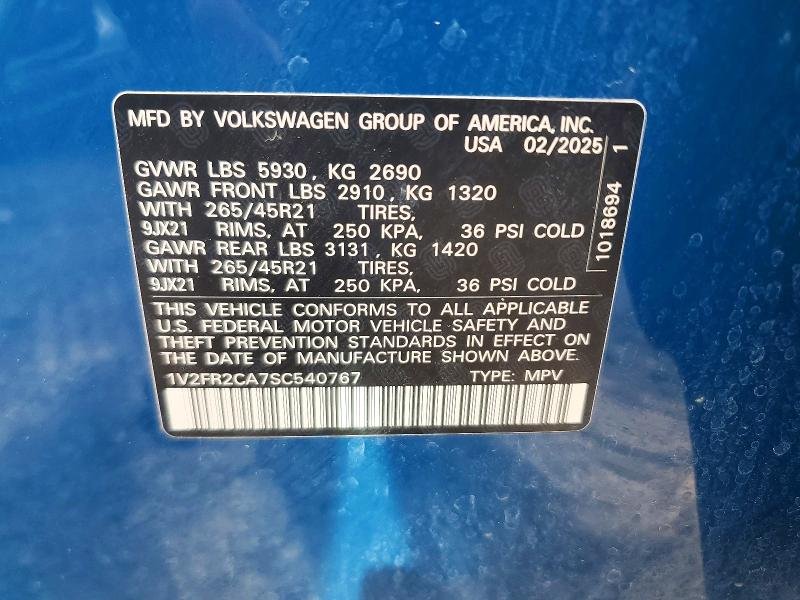 MFD BY VOLKSWAGEN GROUP OF AMERICA, INC.
USA 02/2025
GVWR LBS 5930, KG 2690
GAWR FRONT LBS 2910, KG 1320
WITH 265/45R21 TIRES,
9JX21 RIMS, AT 250 KPA, 36 PSI COLD
GAWR REAR LBS 3131, KG 1420
WITH 265/45R21 TIRES,
9JX21 RIMS, AT 250 KPA, 36 PSI COLD
THIS VEHICLE CONFORMS TO ALL APPLICABLE
U.S. FEDERAL MOTOR VEHICLE SAFETY AND
THEFT PREVENTION STANDARDS IN EFFECT ON
THE DATE OF MANUFACTURE SHOWN ABOVE.
1V2FR2CA7SC540767 TYPE: MPV
1018694 1